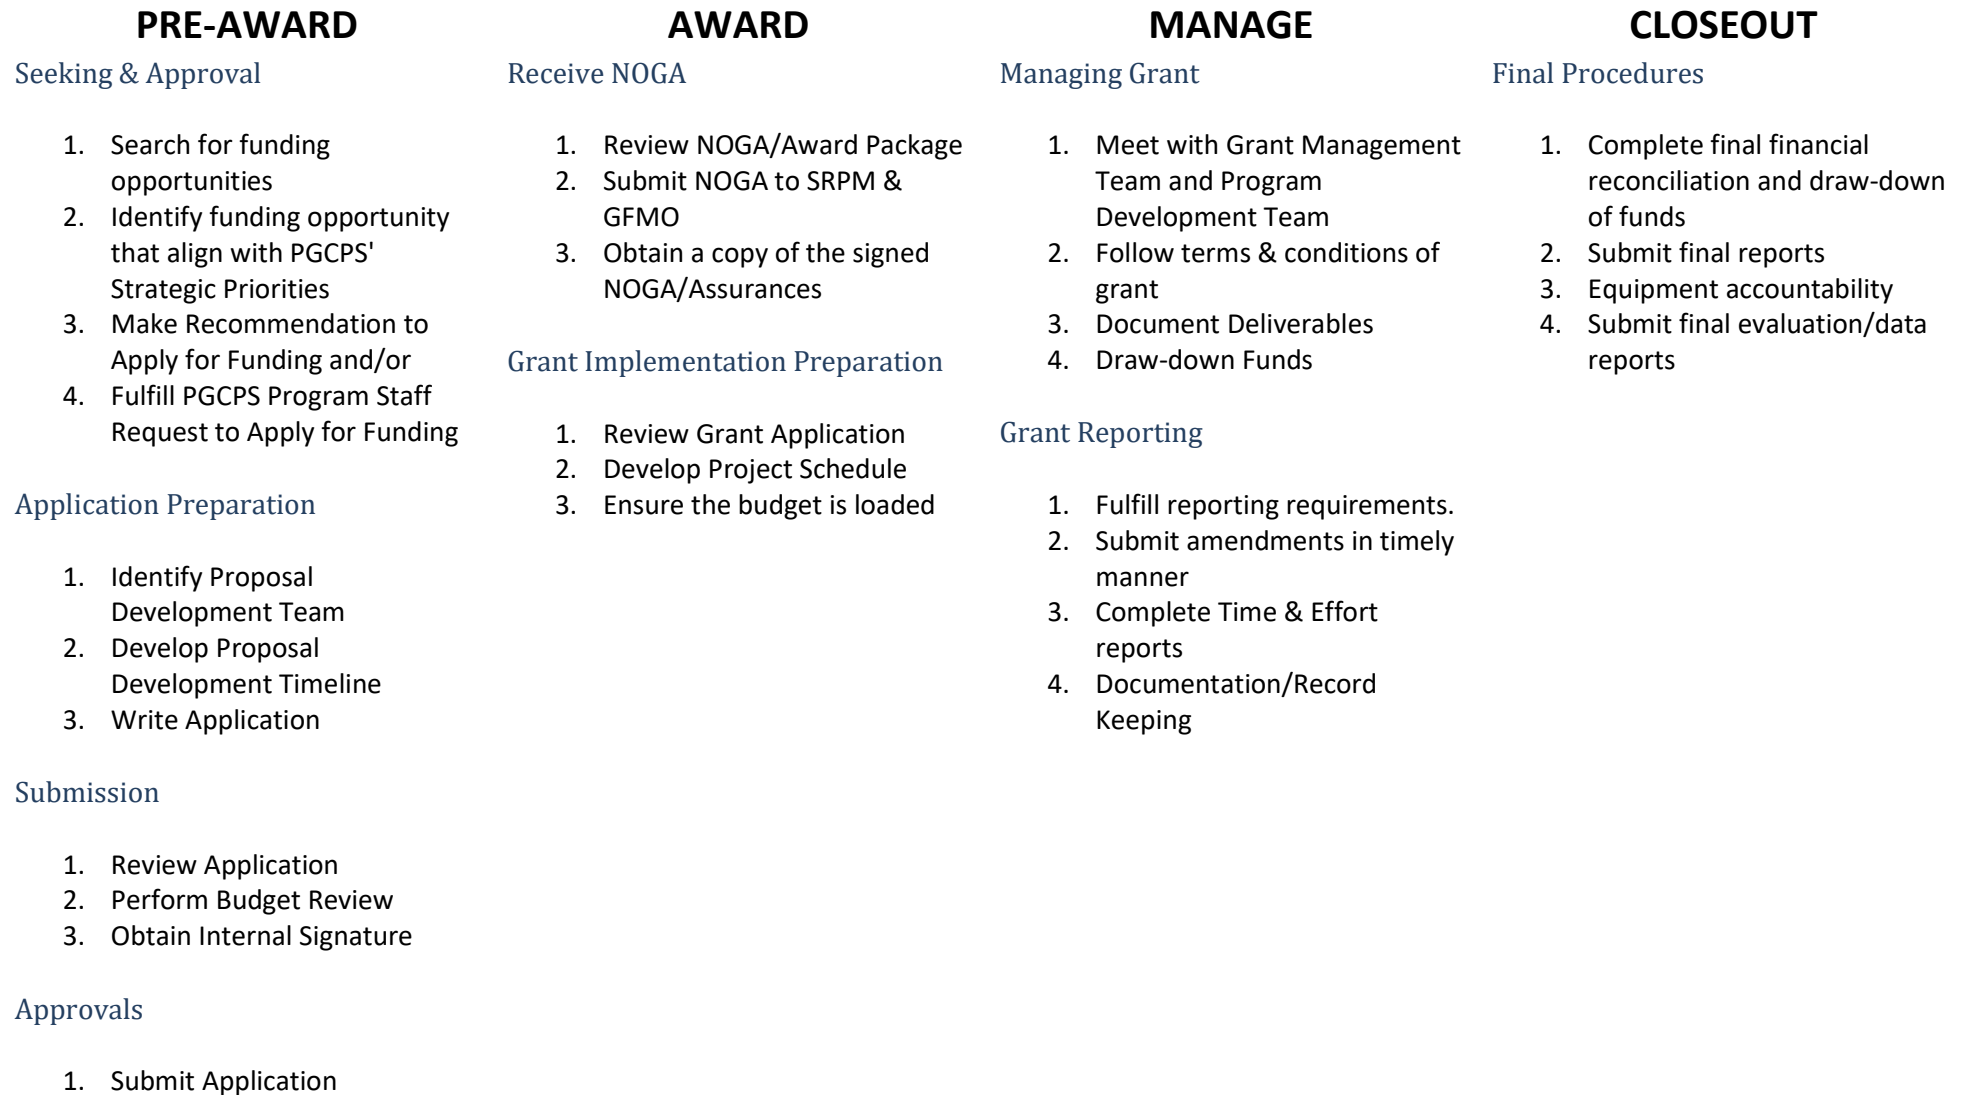 PRE-AWARD
Seeking & Approval
1. Search for funding
opportunities
2. Identify funding opportunity
that align with PGCPS'
Strategic Priorities
3. Make Recommendation to
Apply for Funding and/or
4. Fulfill PGCPS Program Staff
Request to Apply for Funding
Application Preparation
1. Identify Proposal
Development Team
2. Develop Proposal
Development Timeline
3. Write Application
Submission
1. Review Application
2. Perform Budget Review
3. Obtain Internal Signature
Approvals
1. Submit Application
AWARD
Receive NOGA
1. Review NOGA/Award Package
2. Submit NOGA to SRPM &
GFMO
3. Obtain a copy of the signed
NOGA/Assurances
Grant Implementation Preparation
1. Review Grant Application
2. Develop Project Schedule
3. Ensure the budget is loaded
MANAGE
Managing Grant
1. Meet with Grant Management
Team and Program
Development Team
2. Follow terms & conditions of
grant
3. Document Deliverables
4. Draw-down Funds
Grant Reporting
1. Fulfill reporting requirements.
2. Submit amendments in timely
manner
3. Complete Time & Effort
reports
4. Documentation/Record
Keeping
CLOSEOUT
Final Procedures
1. Complete final financial
reconciliation and draw-down
of funds
2. Submit final reports
3. Equipment accountability
4. Submit final evaluation/data
reports